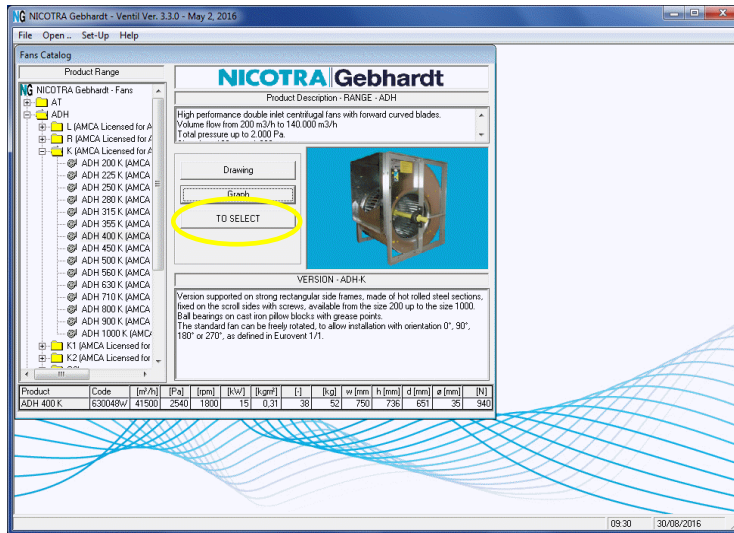 NICOTRA Gebhardt - Ventil Ver. 3.3.0 - May 2, 2016
File Open .. Set-Up Help
Fans Catalog
Product Range
NICOTRA Gebhardt - Fans
AT
ADH
L (AMCA Licensed for A
R (AMCA Licensed for A
K (AMCA Licensed for A
ADH 200 K (AMCA
ADH 225 K (AMCA
ADH 250 K (AMCA
ADH 280 K (AMCA
ADH 315 K (AMCA
ADH 355 K (AMCA
ADH 400 K (AMCA
ADH 450 K (AMCA
ADH 500 K (AMCA
ADH 560 K (AMCA
ADH 630 K (AMCA
ADH 710 K (AMCA
ADH 800 K (AMCA
ADH 900 K (AMCA
ADH 1000 K (AMCA
K1 (AMCA Licensed for
K2 (AMCA Licensed for
NICOTRA Gebhardt
Product Description - RANGE - ADH
High performance double inlet centrifugal fans with forward curved blades.
Volume flow from 200 m3/h to 140.000 m3/h
Total pressure up to 2.000 Pa.
Drawing
Graph
TO SELECT
VERSION - ADH-K
Version supported on strong rectangular side frames, made of hot rolled steel sections,
fixed on the scroll sides with screws, available from the size 200 up to the size 1000.
Ball bearings on cast iron pillow blocks with grease points.
The standard fan can be freely rotated, to allow installation with orientation 0°, 90°,
180° or 270°, as defined in Eurovent 1/1.
Product Code [m³/h] [Pa] [rpm] [kW] [kgm²] [-] [kg] w [mm h [mm] d [mm] ø [mm] [N]
ADH 400 K 630048W 41500 2540 1800 15 0,31 38 52 750 736 651 35 940
09:30 30/08/2016